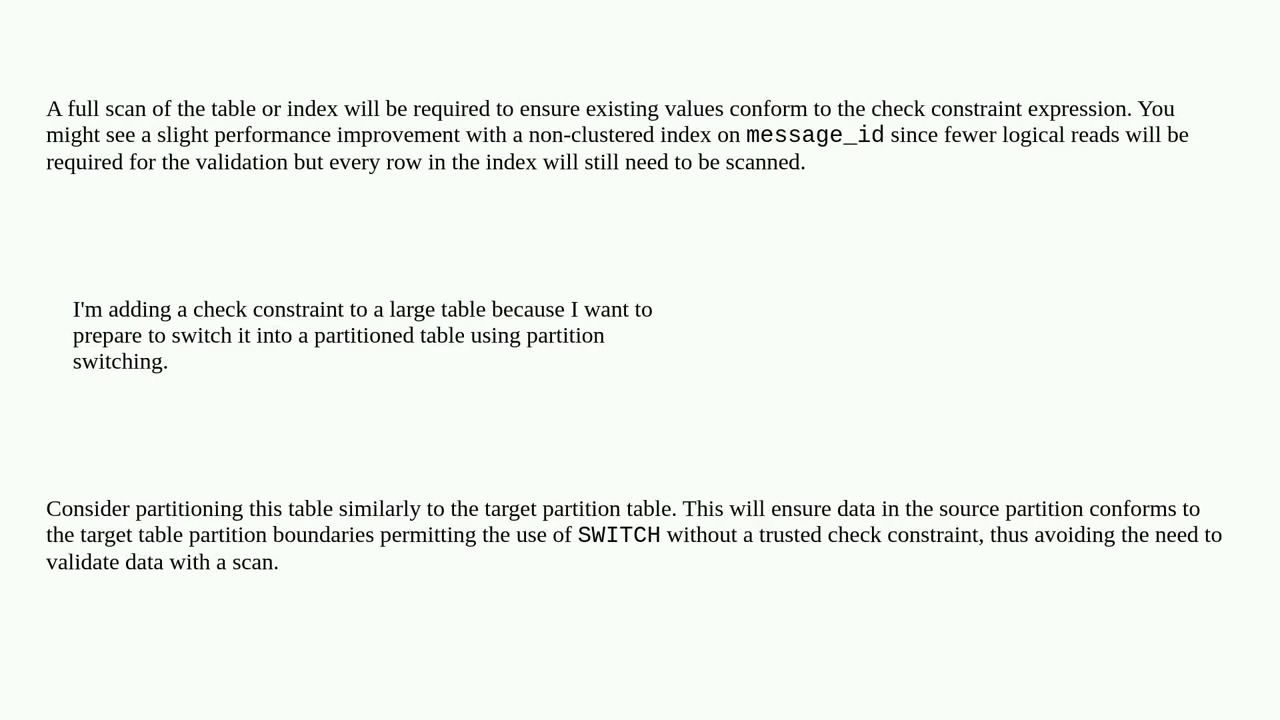 A full scan of the table or index will be required to ensure existing values conform to the check constraint expression. You
might see a slight performance improvement with a non-clustered index on message_id since fewer logical reads will be
required for the validation but every row in the index will still need to be scanned.
I'm adding a check constraint to a large table because I want to
prepare to switch it into a partitioned table using partition
switching.
Consider partitioning this table similarly to the target partition table. This will ensure data in the source partition conforms to
the target table partition boundaries permitting the use of SWITCH without a trusted check constraint, thus avoiding the need to
validate data with a scan.